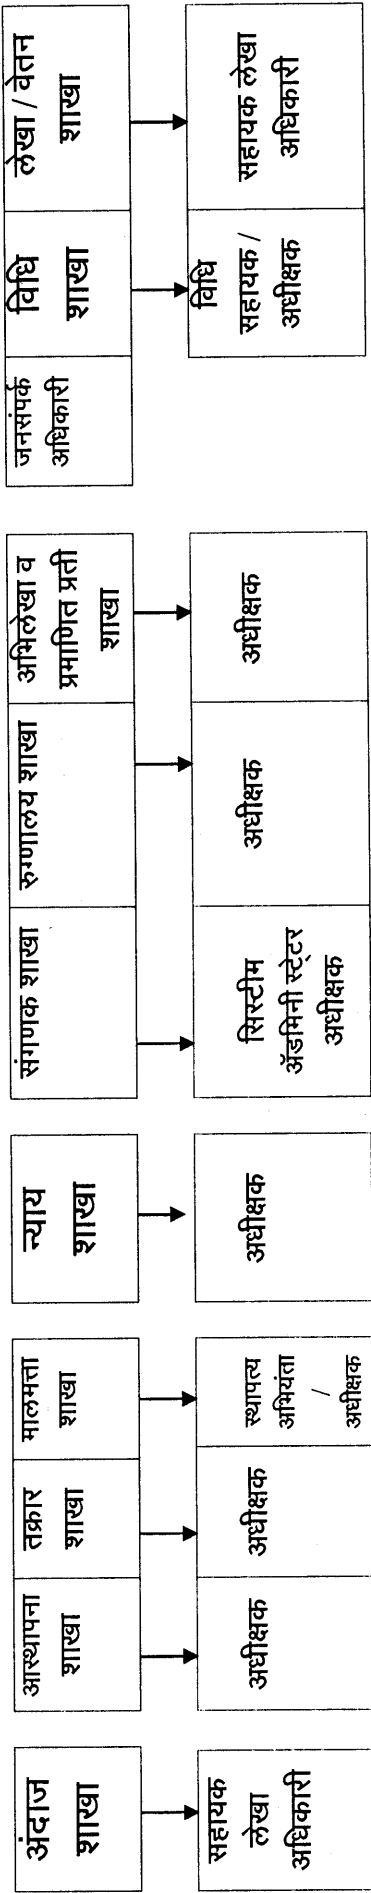 अंदाज
शाखा
सहायक
लेखा
अधिकारी
आस्थापना
शाखा
अधीक्षक
तक्रार
शाखा
अधीक्षक
मालमत्ता
शाखा
स्थापत्य
अभियंता
/
अधीक्षक
न्याय
शाखा
अधीक्षक
संगणक शाखा
सिस्टीम
ॲडमिनी स्ट्रेटर
अधीक्षक
रुग्णालय शाखा
अधीक्षक
अभिलेखा व
प्रमाणित प्रती
शाखा
अधीक्षक
जनसंपर्क
अधिकारी
विधि
शाखा
विधि
सहायक /
अधीक्षक
लेखा / वेतन
शाखा
सहायक लेखा
अधिकारी